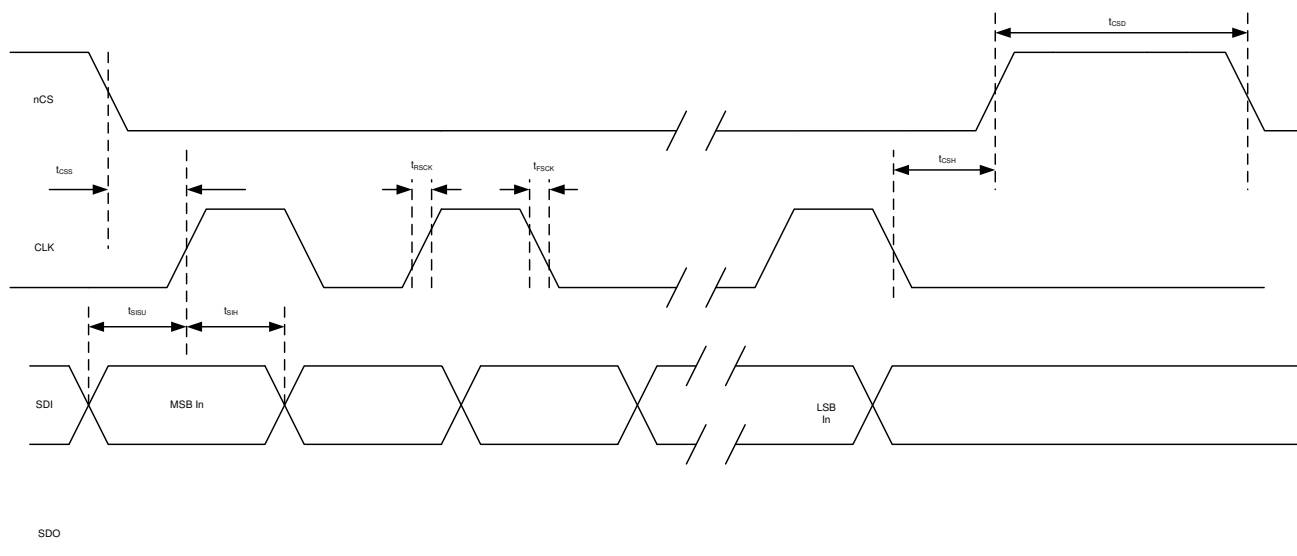 tCSD
nCS
tCSS
tRSCK
tFSCK
tCSH
CLK
tSISU
tSIH
SDI
MSB In
LSB
In
SDO